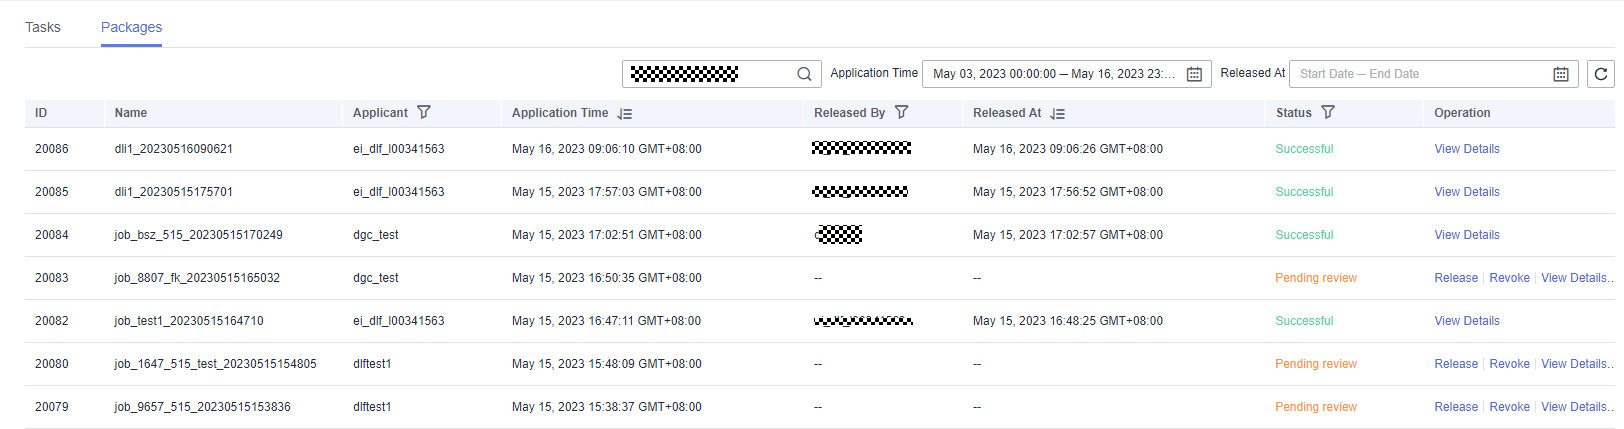 Tasks Packages
Application Time May 03, 2023 00:00:00 — May 16, 2023 23:... Released At Start Date — End Date
ID Name Applicant Application Time Released By Released At Status Operation
20086 dli1_20230516090621 ei_dlf_l00341563 May 16, 2023 09:06:10 GMT+08:00 May 16, 2023 09:06:26 GMT+08:00 Successful View Details
20085 dli1_20230515175701 ei_dlf_l00341563 May 15, 2023 17:57:03 GMT+08:00 May 15, 2023 17:56:52 GMT+08:00 Successful View Details
20084 job_bsz_515_20230515170249 dgc_test May 15, 2023 17:02:51 GMT+08:00 May 15, 2023 17:02:57 GMT+08:00 Successful View Details
20083 job_8807_fk_20230515165032 dgc_test May 15, 2023 16:50:35 GMT+08:00 -- -- Pending review Release Revoke View Details..
20082 job_test1_20230515164710 ei_dlf_l00341563 May 15, 2023 16:47:11 GMT+08:00 May 15, 2023 16:48:25 GMT+08:00 Successful View Details
20080 job_1647_515_test_20230515154805 dlftest1 May 15, 2023 15:48:09 GMT+08:00 -- -- Pending review Release Revoke View Details..
20079 job_9657_515_20230515153836 dlftest1 May 15, 2023 15:38:37 GMT+08:00 -- -- Pending review Release Revoke View Details..